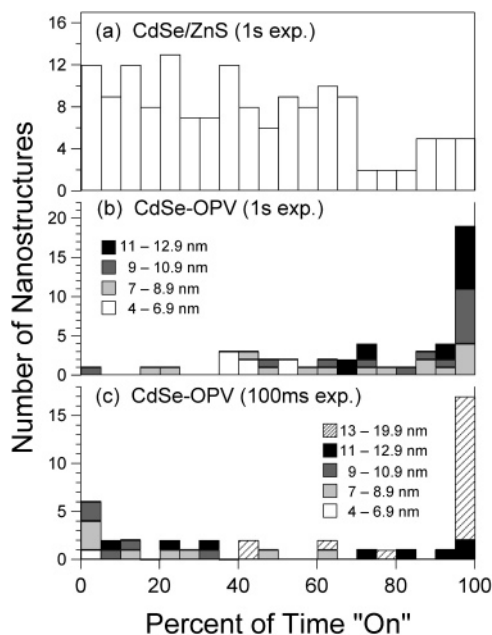 16
(a) CdSe/ZnS (1s exp.)
12
8
4
0
20
(b) CdSe-OPV (1s exp.)
15
11 – 12.9 nm
9 – 10.9 nm
10
7 – 8.9 nm
4 – 6.9 nm
5
0
(c) CdSe-OPV (100ms exp.)
15
13 – 19.9 nm
11 – 12.9 nm
10
9 – 10.9 nm
7 – 8.9 nm
4 – 6.9 nm
5
0
0 20 40 60 80 100
Number of Nanostructures
Percent of Time "On"